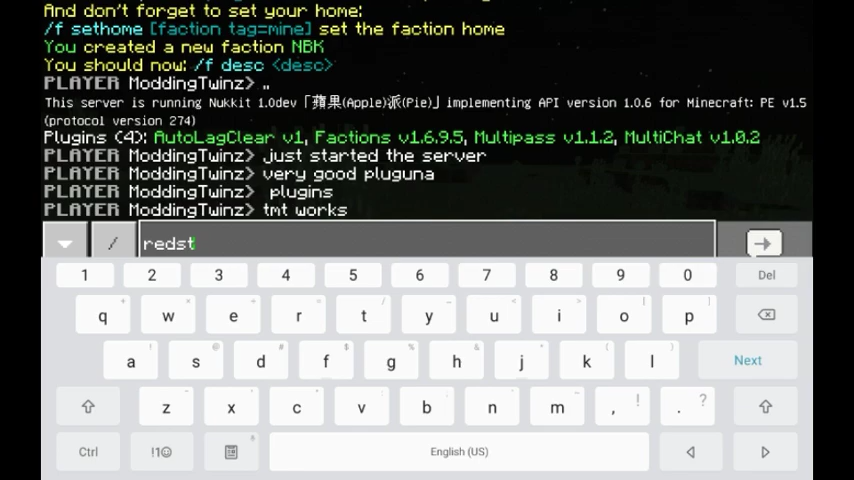 And don't forget to set your home:
/f sethome [faction tag=mine] set the faction home
You created a new faction NBK
You should now: /f desc <desc>
PLAYER ModdingTwinz> ..
This server is running Nukkit 1.0dev「蘋果(Apple)派(Pie)」implementing API version 1.0.6 for Minecraft: PE v1.5
(protocol version 274)
Plugins (4): AutoLagClear v1, Factions v1.6.9.5, Multipass v1.1.2, MultiChat v1.0.2
PLAYER ModdingTwinz> just started the server
PLAYER ModdingTwinz> very good pluguna
PLAYER ModdingTwinz> plugins
PLAYER ModdingTwinz> tmt works
/ redst
1 2 3 4 5 6 7 8 9 0 Del
q w e r t y u i o p
a s d f g h j k l Next
z x c v b n m , ! . ?
Ctrl !1☺ English (US)